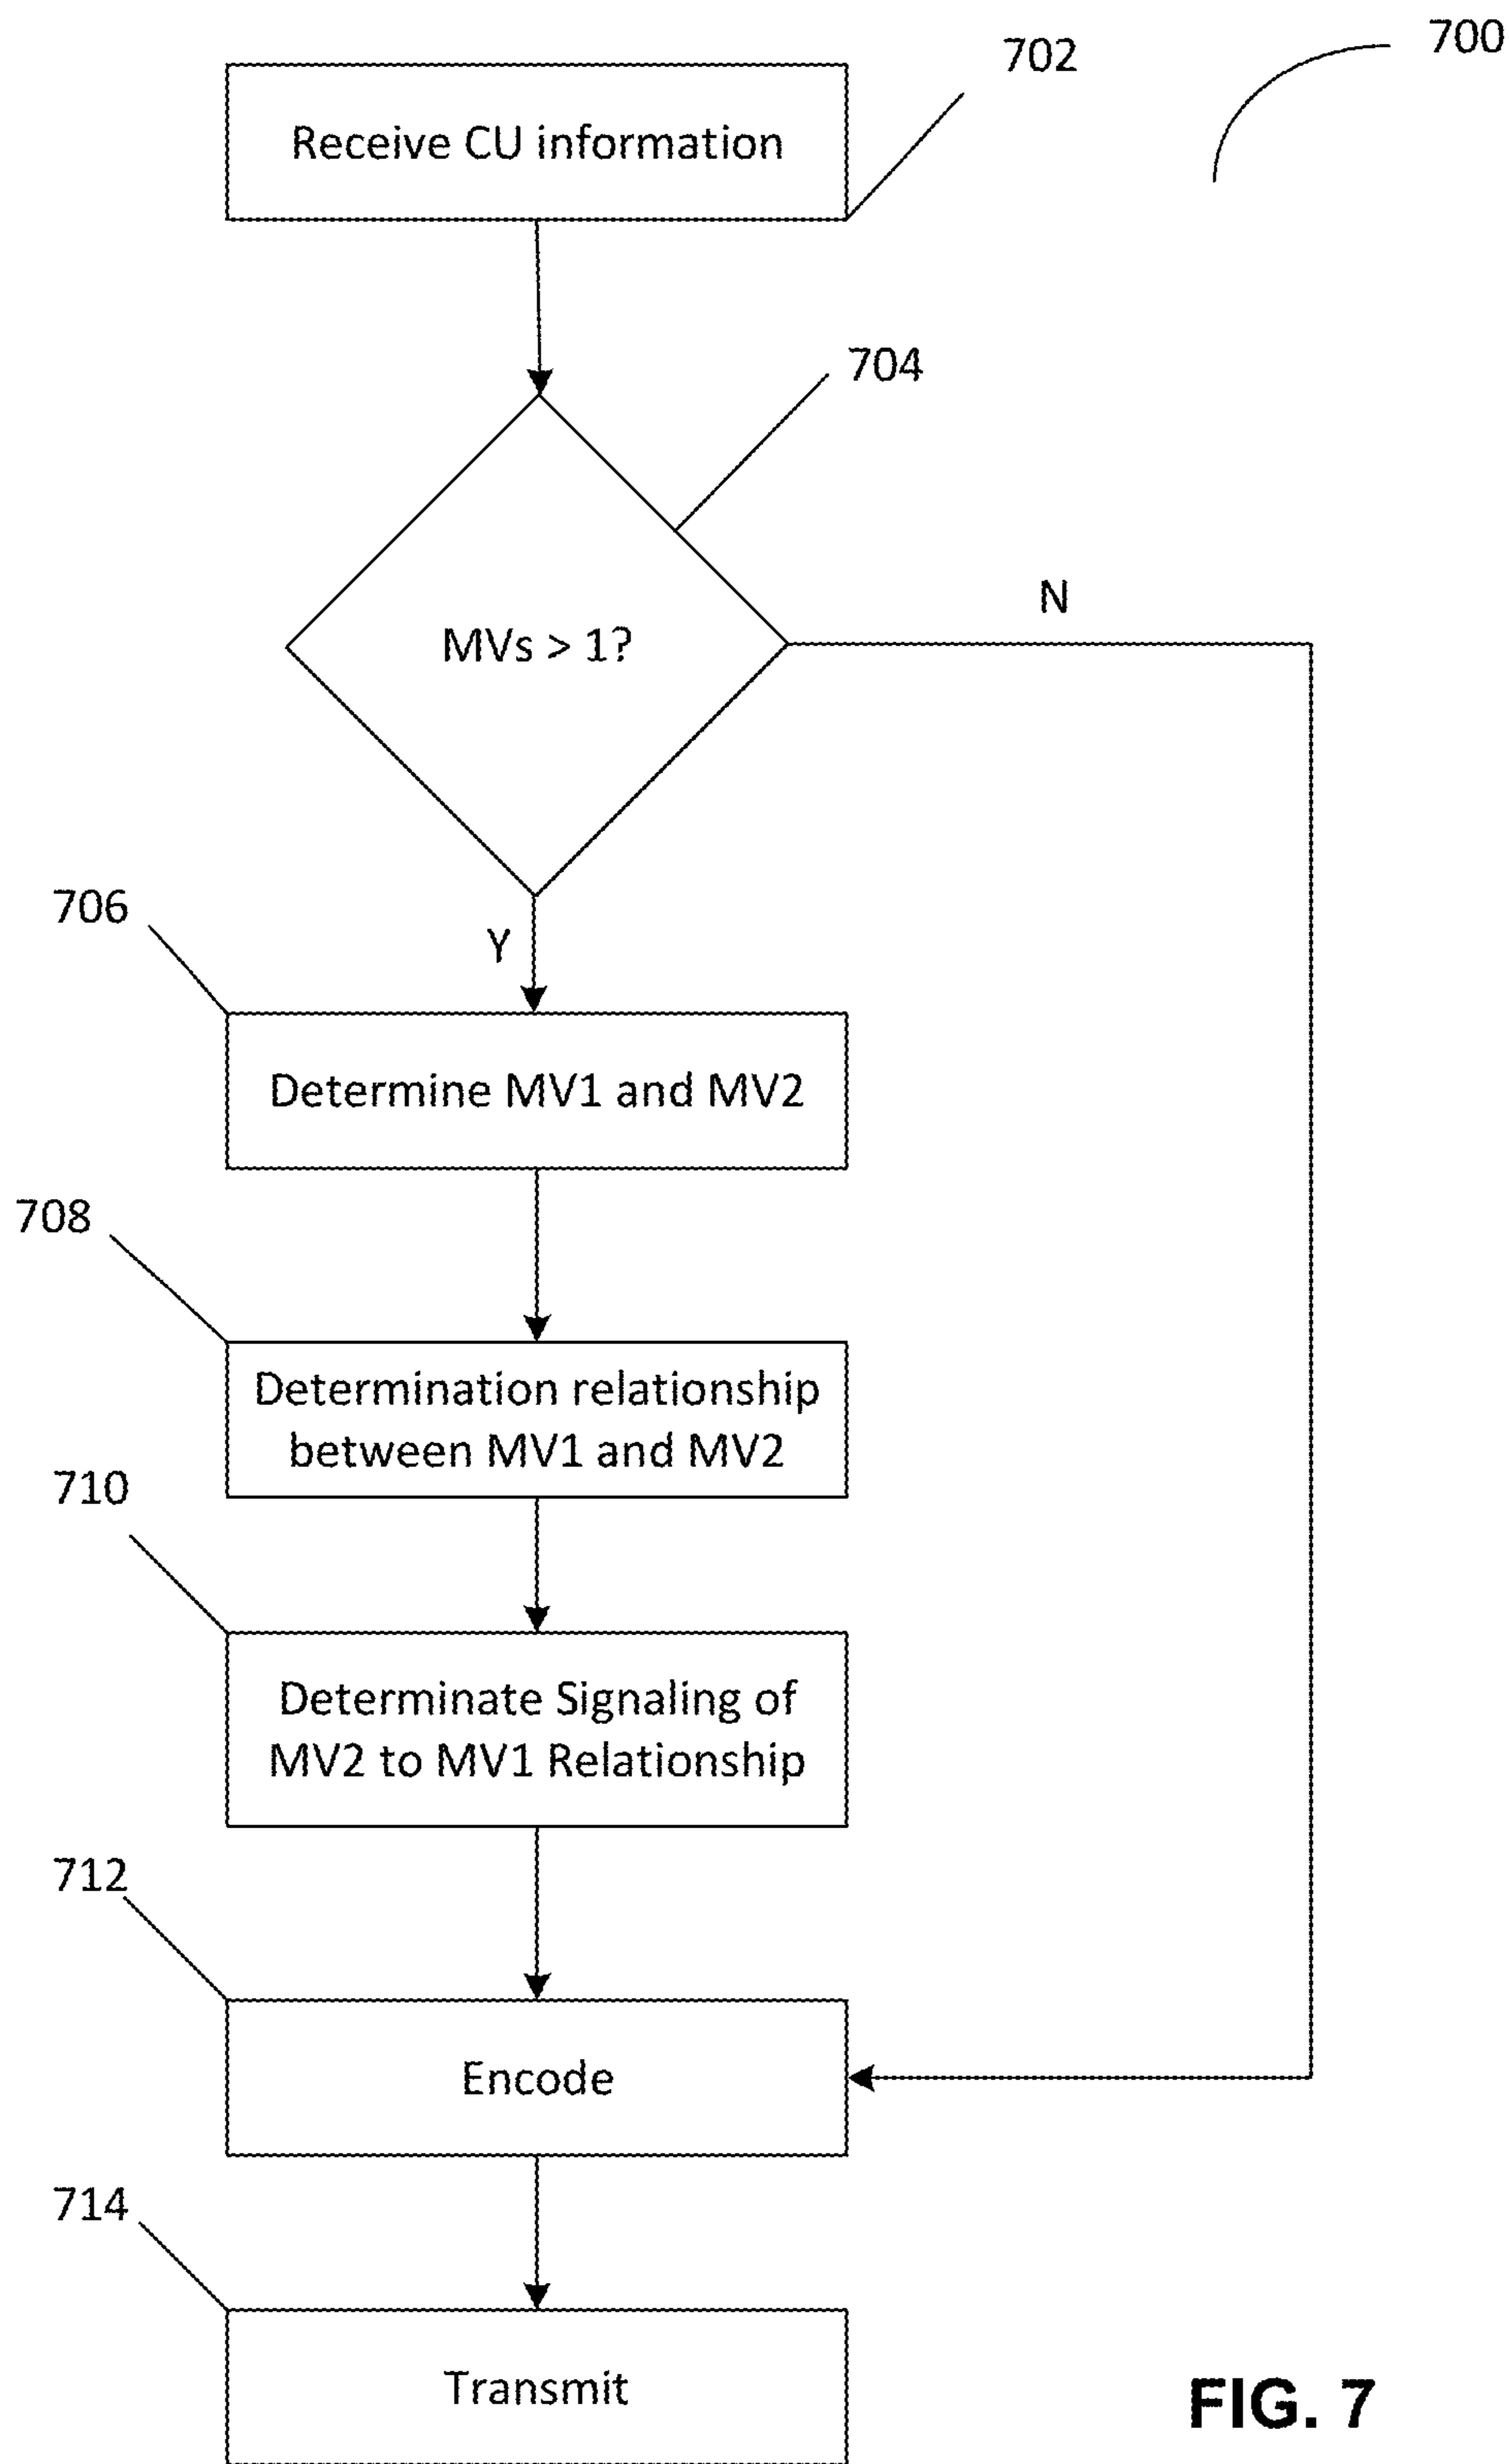 700
702
Receive CU information
704
MVs > 1?
N
706
Y
Determine MV1 and MV2
708
Determination relationship
between MV1 and MV2
710
Determinate Signaling of
MV2 to MV1 Relationship
712
Encode
714
Transmit
FIG. 7